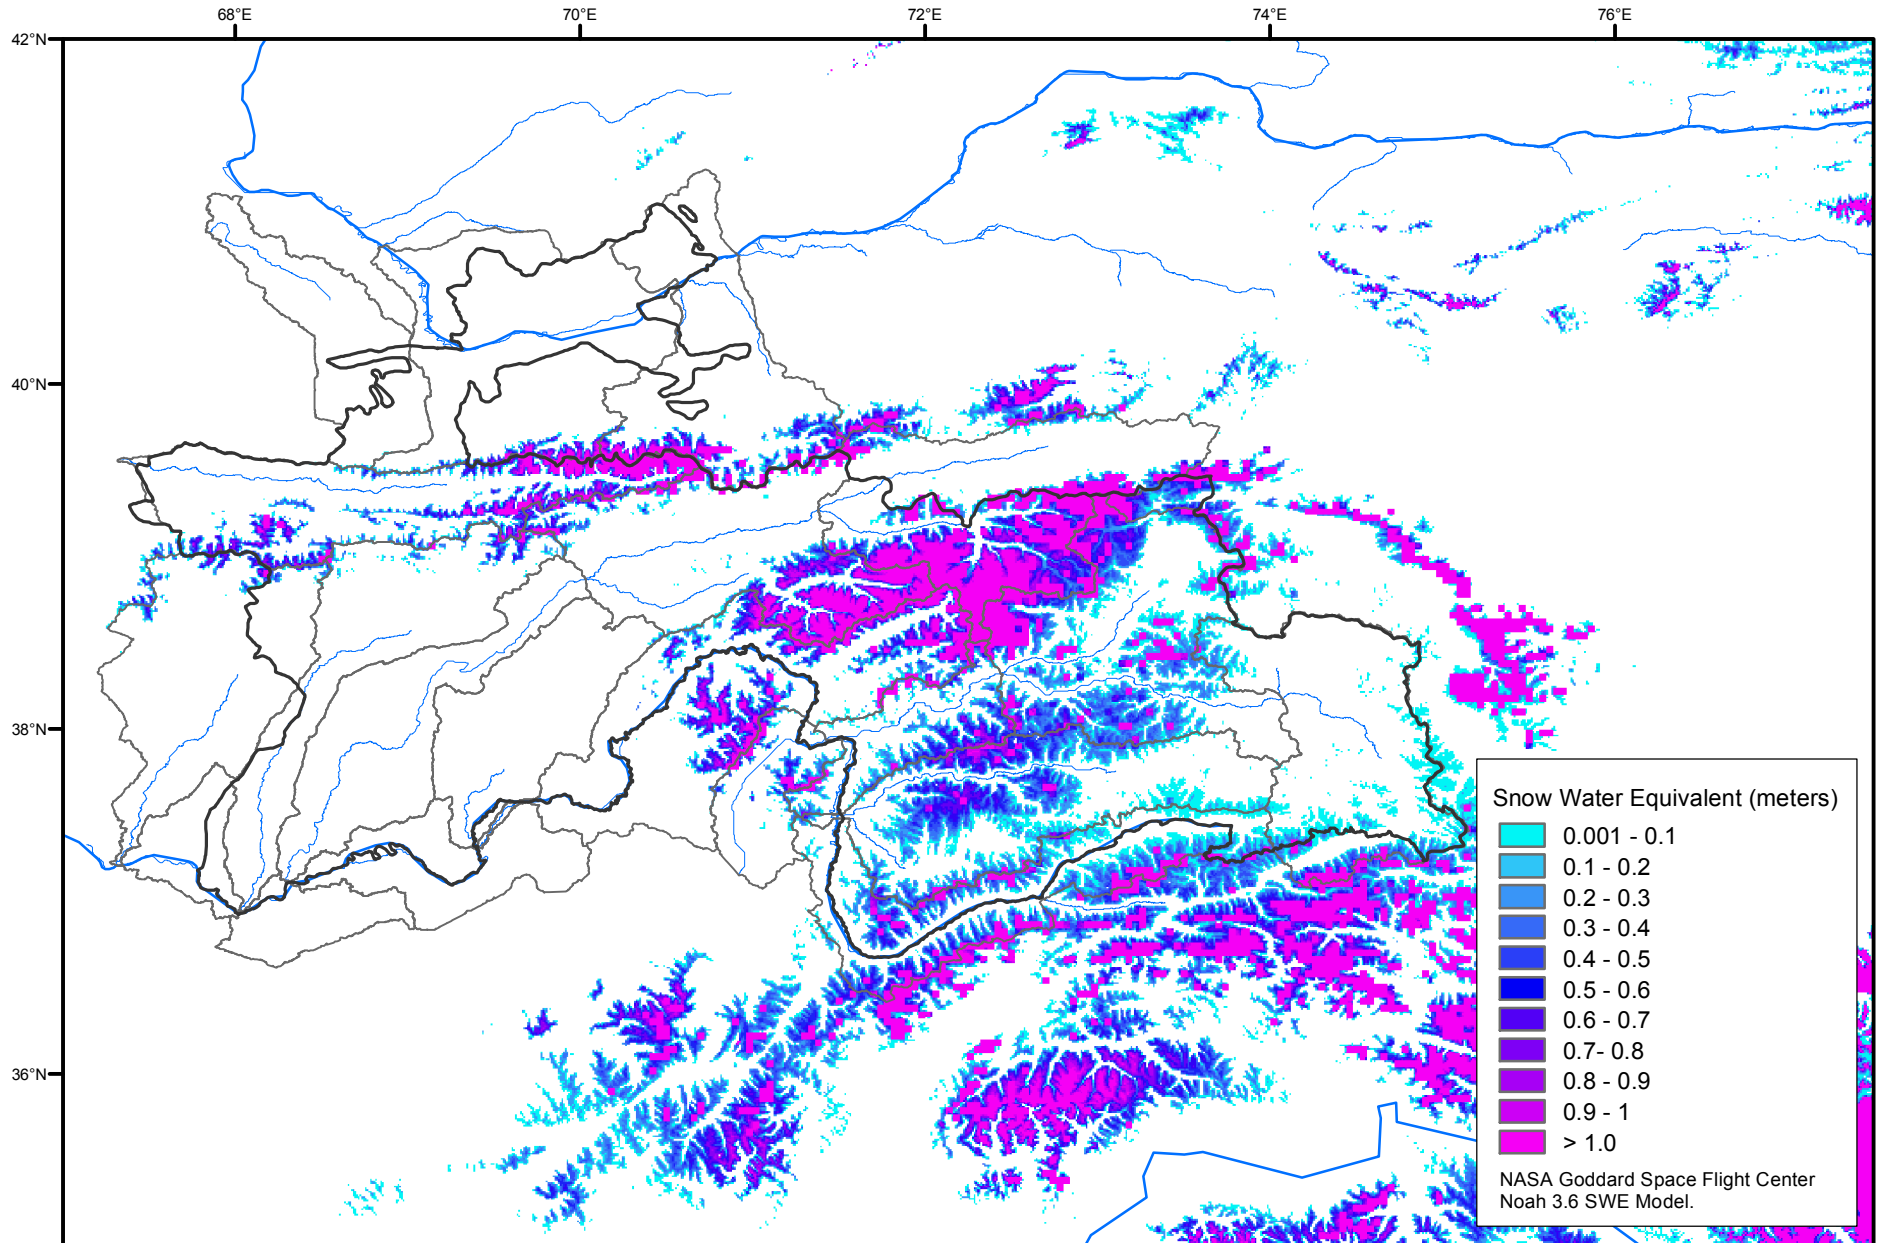 68°E
70°E
72°E
74°E
76°E
42°N
40°N
38°N
36°N
Snow Water Equivalent (meters)
0.001 - 0.1
0.1 - 0.2
0.2 - 0.3
0.3 - 0.4
0.4 - 0.5
0.5 - 0.6
0.6 - 0.7
0.7- 0.8
0.8 - 0.9
0.9 - 1
> 1.0
NASA Goddard Space Flight Center
Noah 3.6 SWE Model.